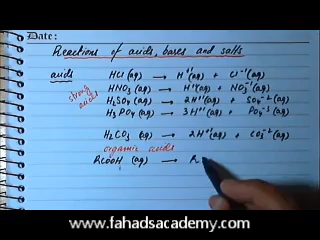 Date:
Reactions of acids, bases and salts
acids HCl (aq) → H⁺¹(aq) + Cl⁻¹(aq)
strong acids
HNO₃ (aq) → H⁺¹(aq) + NO₃⁻¹(aq)
H₂SO₄ (aq) → 2H⁺¹(aq) + SO₄⁻²(aq)
H₃PO₄ (aq) → 3H⁺¹(aq) + PO₄⁻³(aq)
H₂CO₃ (aq) → 2H⁺¹(aq) + CO₃⁻²(aq)
organic acids
RCOOH (aq) → R
www.fahadsacademy.com